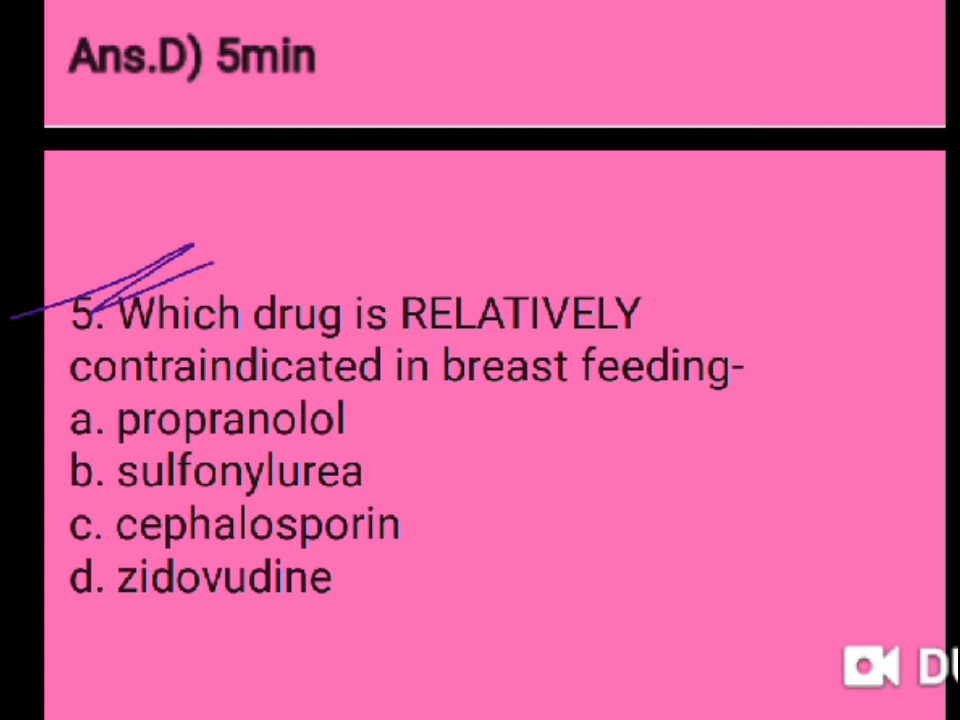 Ans.D) 5min
5. Which drug is RELATIVELY
contraindicated in breast feeding-
a. propranolol
b. sulfonylurea
c. cephalosporin
d. zidovudine